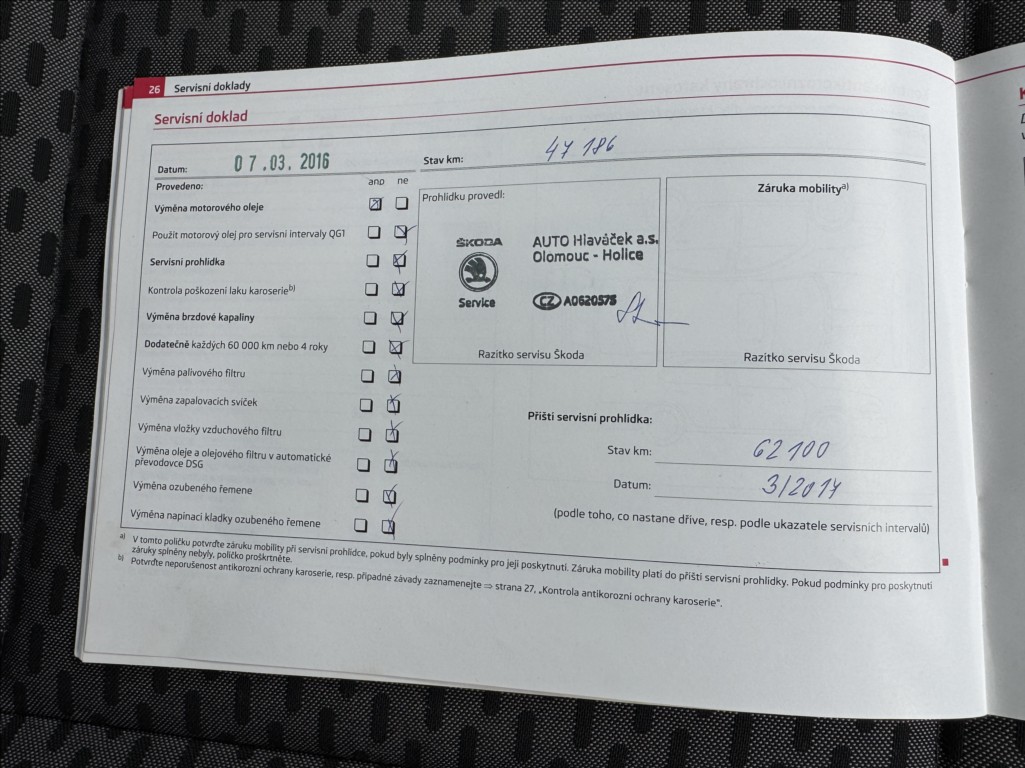 26 Servisní doklady
Servisní doklad
Datum: 07.03.2016 Stav km: 47 186
Provedeno: ano ne
Výměna motorového oleje
Použit motorový olej pro servisní intervaly QG1
Servisní prohlídka
Kontrola poškození laku karoserie b)
Výměna brzdové kapaliny
Dodatečně každých 60 000 km nebo 4 roky
Výměna palivového filtru
Výměna zapalovacích svíček
Výměna vložky vzduchového filtru
Výměna oleje a olejového filtru v automatické
převodovce DSG
Výměna ozubeného řemene
Výměna napínací kladky ozubeného řemene
Prohlídku provedl:
ŠKODA
Service
AUTO Hlaváček a.s.
Olomouc - Holice
CZ A0620575
Razítko servisu Škoda
Záruka mobility a)
Razítko servisu Škoda
Příští servisní prohlídka:
Stav km: 62 100
Datum: 3/2017
(podle toho, co nastane dříve, resp. podle ukazatele servisních intervalů)
a) V tomto políčku potvrďte záruku mobility při servisní prohlídce, pokud byly splněny podmínky pro její poskytnutí. Záruka mobility platí do příští servisní prohlídky. Pokud podmínky pro poskytnutí
záruky splněny nebyly, políčko proškrtněte.
b) Potvrďte neporušenost antikorozní ochrany karoserie, resp. případné závady zaznamenejte ⇒ strana 27, „Kontrola antikorozní ochrany karoserie“.